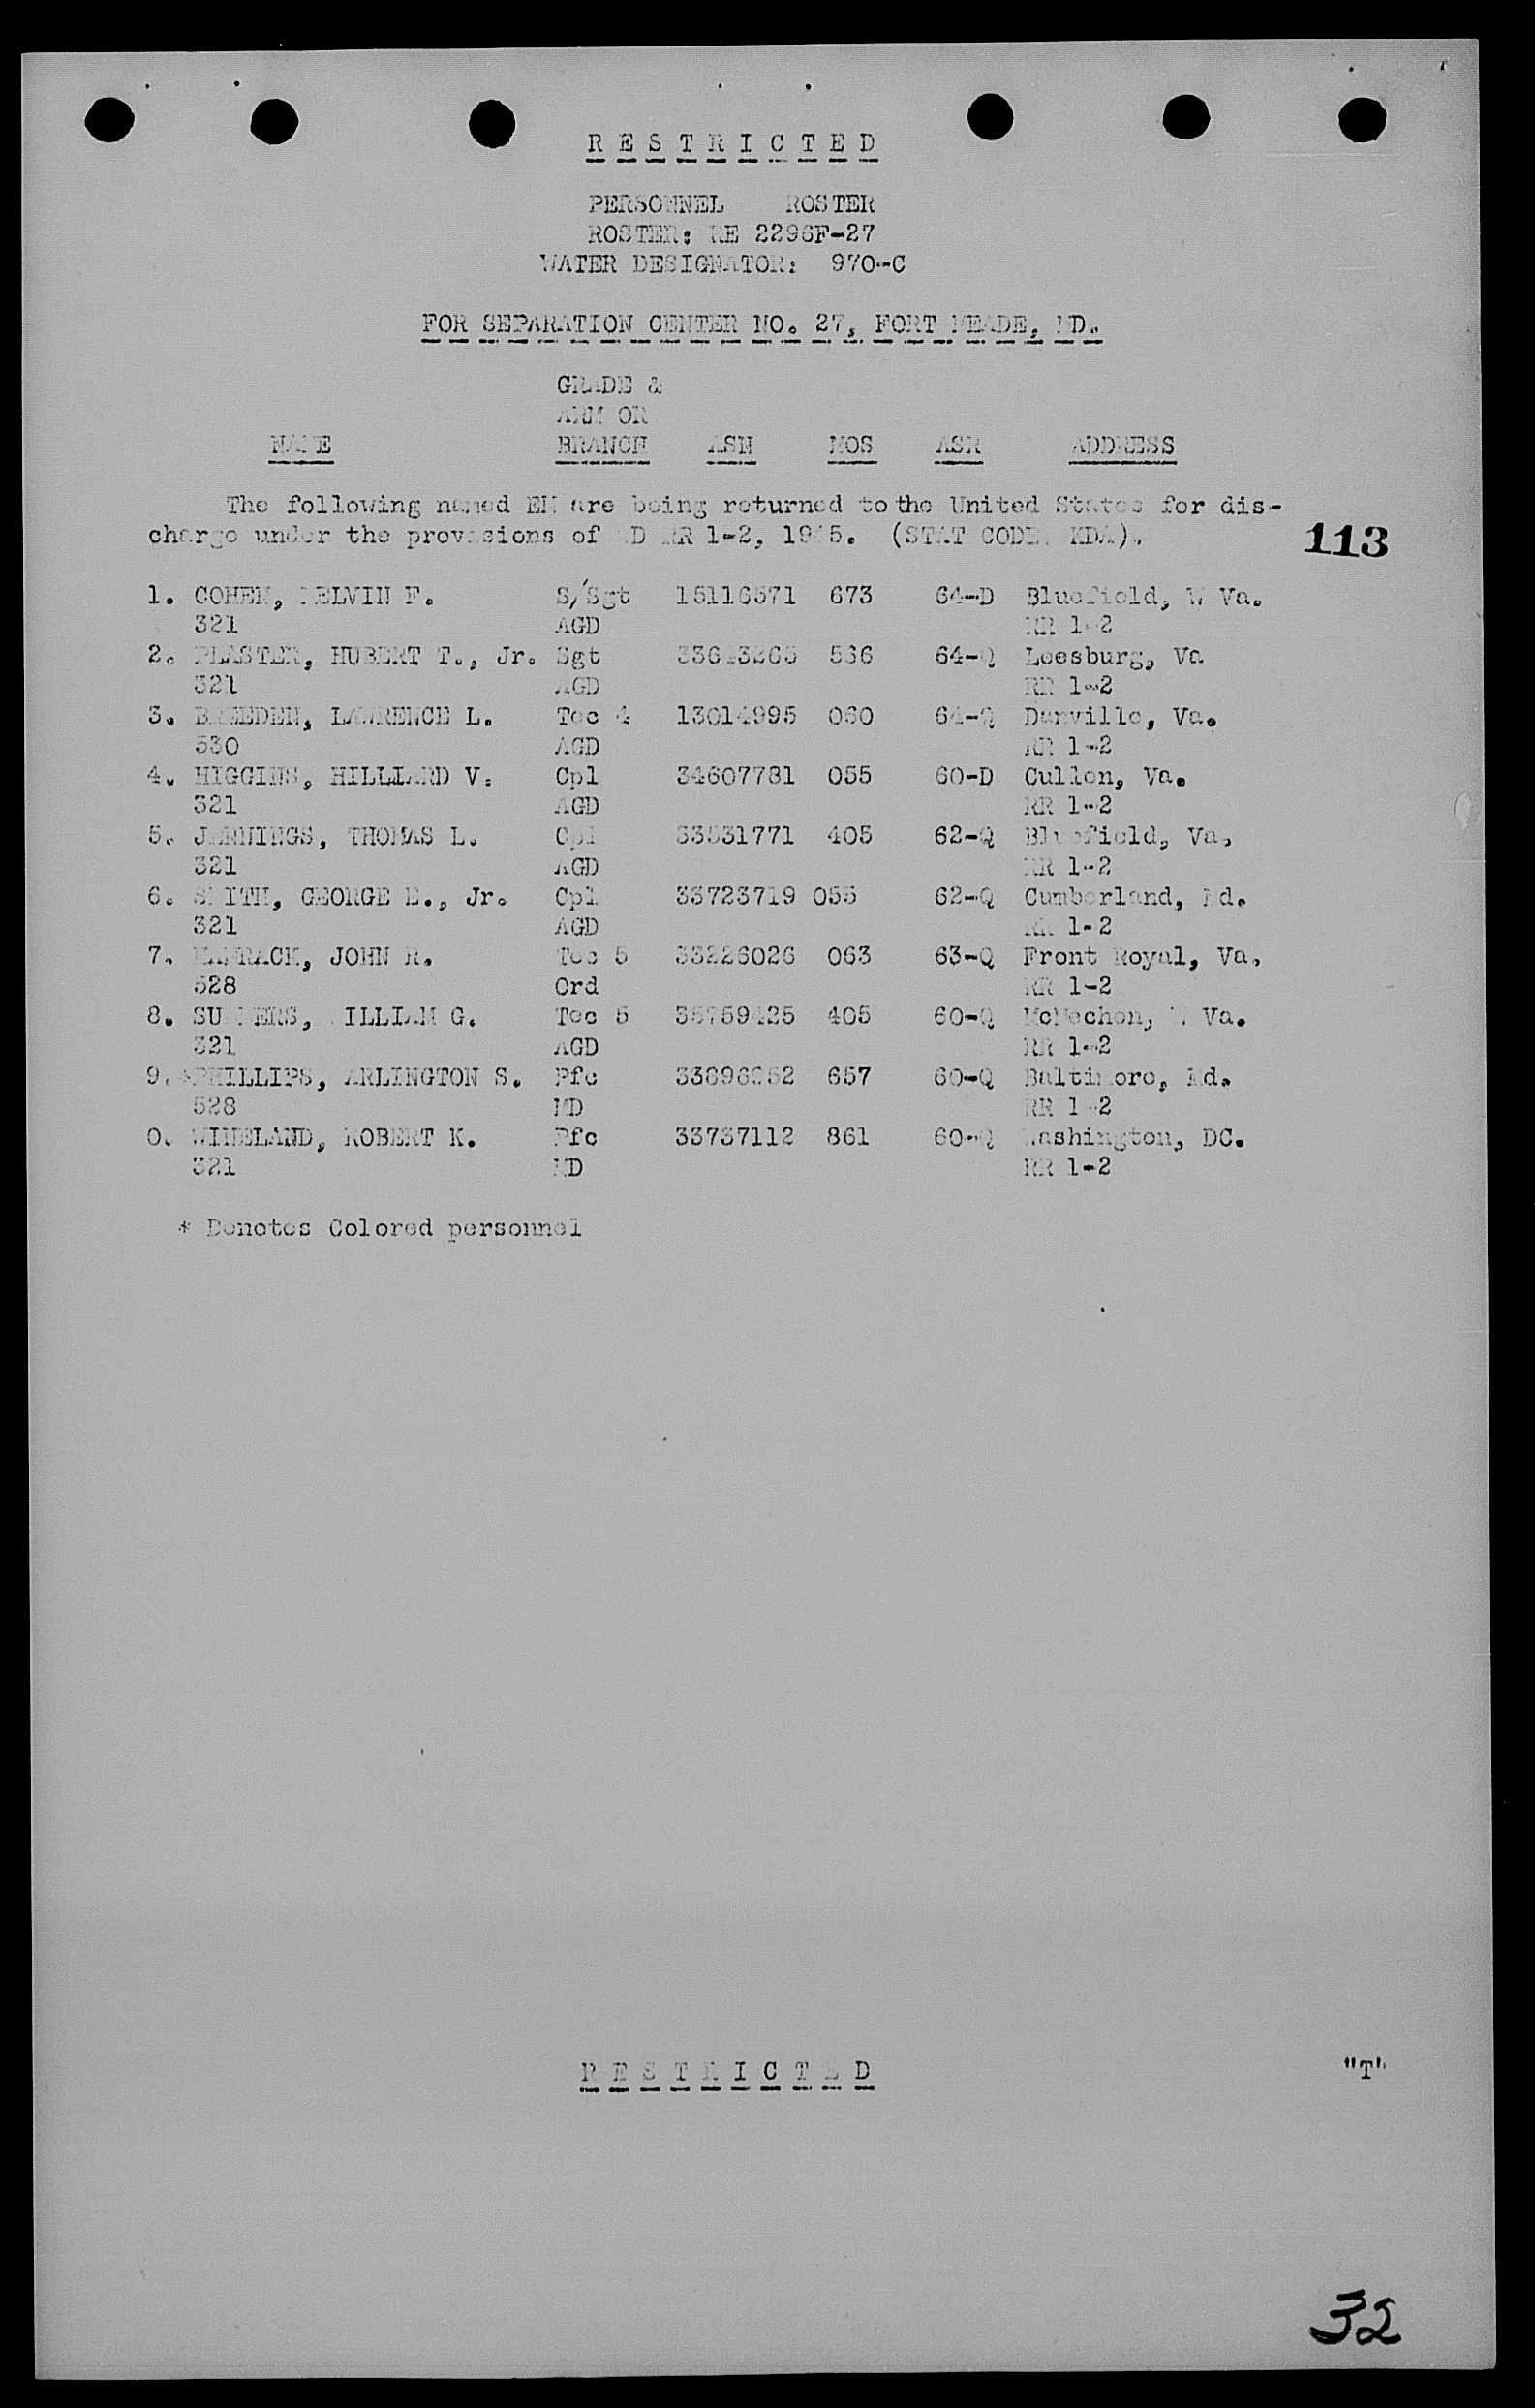 R E S T R I C T E D
PERSONNEL ROSTER
ROSTER: RE 2296F-27
WATER DESIGNATOR: 970-C
FOR SEPARATION CENTER NO. 27, FORT MEADE, MD.
GRADE &
ARM OR
NAME BRANCH ASN MOS ASR ADDRESS
The following named EM are being returned to the United States for dis-
charge under the provisions of WD RR 1-2, 1945. (STAT CODE KDA).
113
1. COHEN, MELVIN F. S/Sgt 15116571 673 64-D Bluefield, W Va.
321 AGD RR 1-2
2. PLASTER, HUBERT T., Jr. Sgt 566 64-Q Leesburg, Va
321 AGD RR 1-2
3. BREEDEN, LAWRENCE L. Tec 4 13014995 060 64-Q Danville, Va.
530 AGD RR 1-2
4. HIGGINS, HILLIARD V. Cpl 34607781 055 60-D Cullen, Va.
321 AGD RR 1-2
5. JENNINGS, THOMAS L. Cpl 33531771 405 62-Q Bluefield, Va.
321 AGD RR 1-2
6. SMITH, GEORGE E., Jr. Cpl 33723719 055 62-Q Cumberland, Md.
321 AGD RR 1-2
7. JOHN R. Tec 5 33226026 063 63-Q Front Royal, Va.
528 Ord RR 1-2
8. SUMMERS, WILLIAM G. Tec 5 35759425 405 60-Q McMechen, W Va.
321 AGD RR 1-2
9. *PHILLIPS, ARLINGTON S. Pfc 657 60-Q Baltimore, Md.
528 MD RR 1-2
0. WINELAND, ROBERT K. Pfc 33737112 861 60-Q Washington, DC.
321 MD RR 1-2
* Denotes Colored personnel
R E S T R I C T E D "T"
32